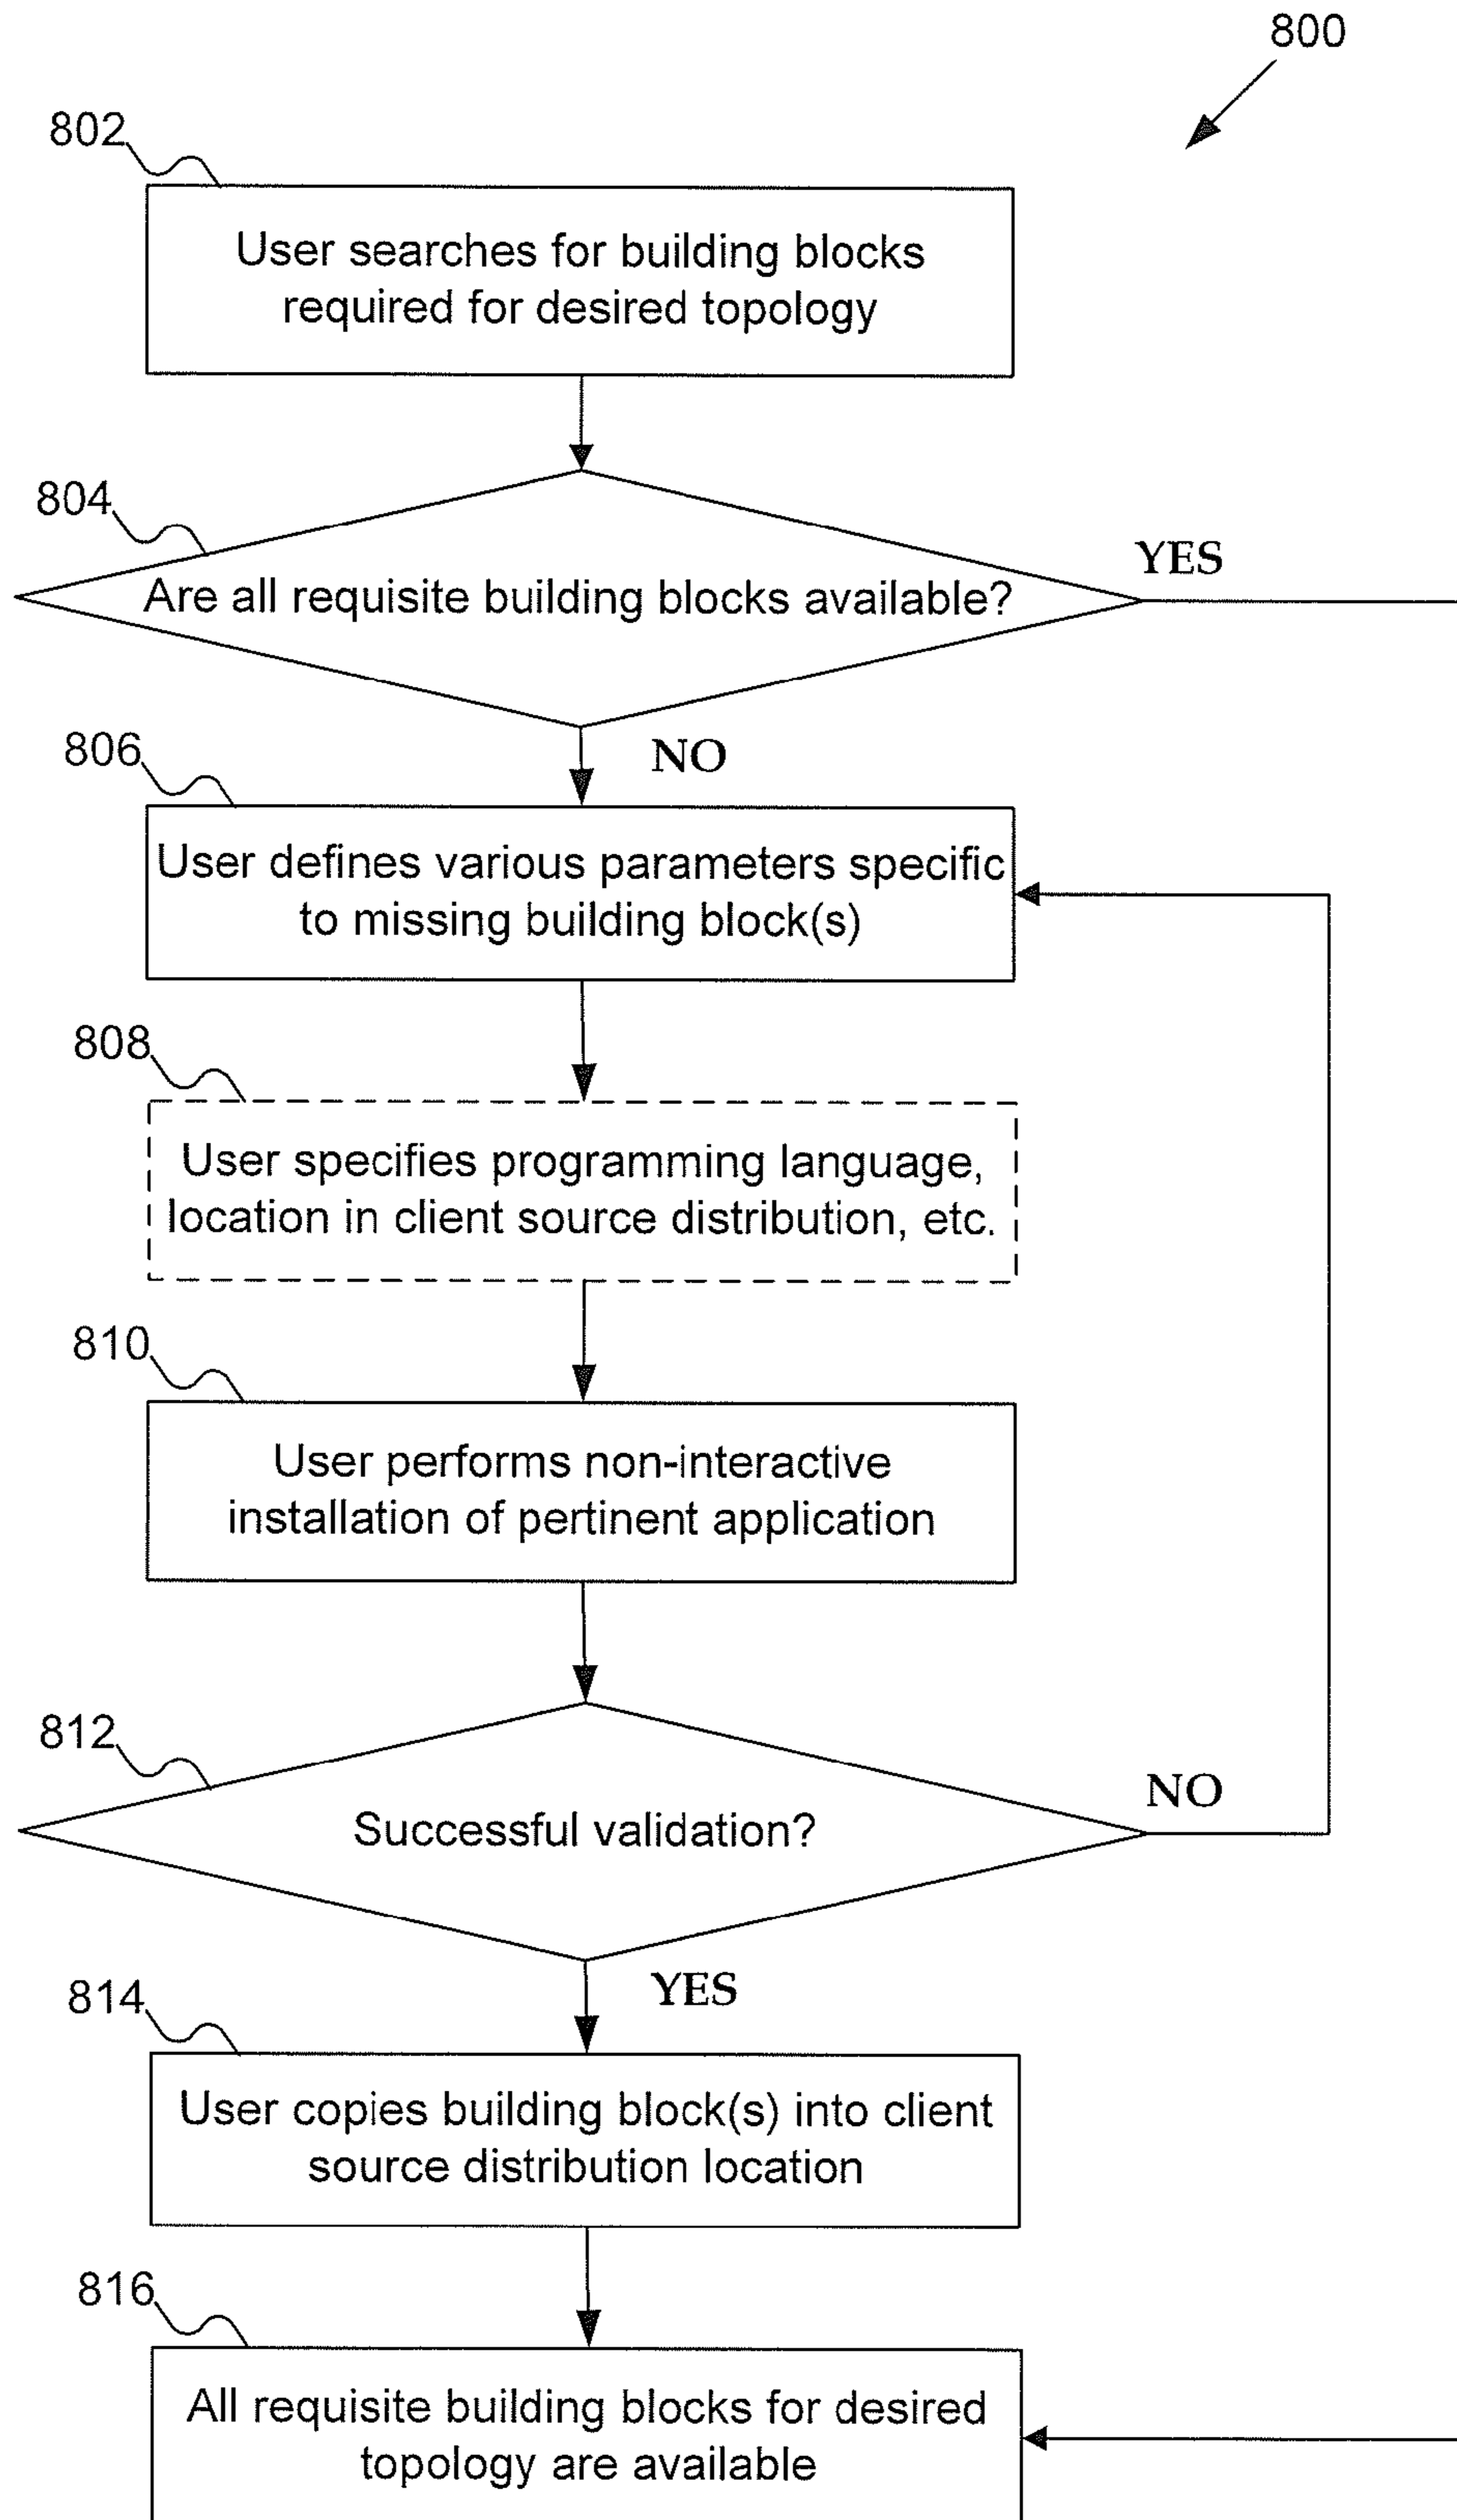 800
802
User searches for building blocks
required for desired topology
804
Are all requisite building blocks available?
YES
NO
806
User defines various parameters specific
to missing building block(s)
808
User specifies programming language,
location in client source distribution, etc.
810
User performs non-interactive
installation of pertinent application
812
Successful validation?
NO
YES
814
User copies building block(s) into client
source distribution location
816
All requisite building blocks for desired
topology are available